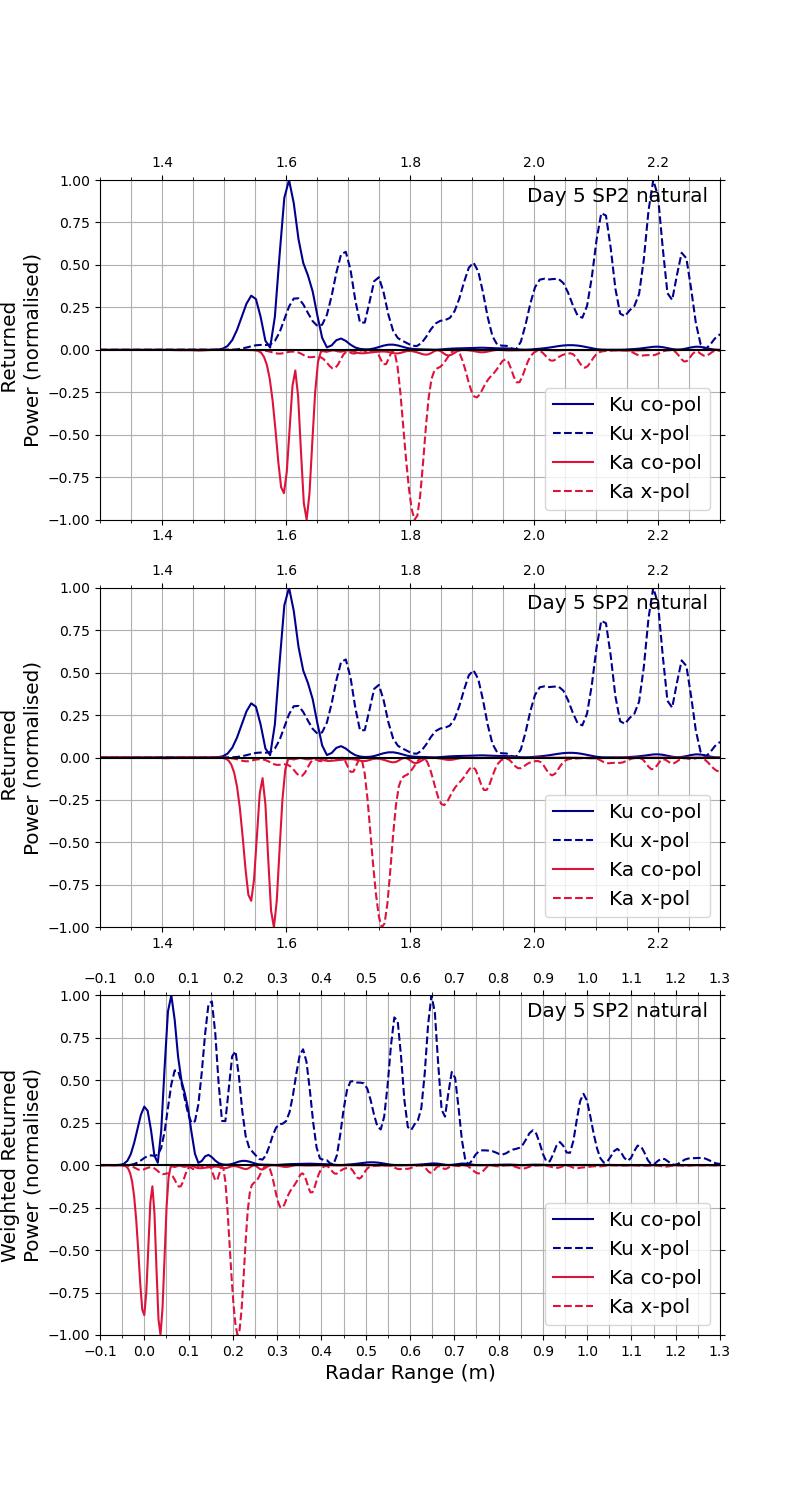 1.4 1.6 1.8 2.0 2.2
Day 5 SP2 natural
1.00
0.75
0.50
0.25
0.00
−0.25
−0.50
−0.75
−1.00
Returned
Power (normalised)
Ku co-pol
Ku x-pol
Ka co-pol
Ka x-pol
1.4 1.6 1.8 2.0 2.2
1.4 1.6 1.8 2.0 2.2
Day 5 SP2 natural
1.00
0.75
0.50
0.25
0.00
−0.25
−0.50
−0.75
−1.00
Returned
Power (normalised)
Ku co-pol
Ku x-pol
Ka co-pol
Ka x-pol
1.4 1.6 1.8 2.0 2.2
−0.1 0.0 0.1 0.2 0.3 0.4 0.5 0.6 0.7 0.8 0.9 1.0 1.1 1.2 1.3
Day 5 SP2 natural
1.00
0.75
0.50
0.25
0.00
−0.25
−0.50
−0.75
−1.00
Weighted Returned
Power (normalised)
Ku co-pol
Ku x-pol
Ka co-pol
Ka x-pol
−0.1 0.0 0.1 0.2 0.3 0.4 0.5 0.6 0.7 0.8 0.9 1.0 1.1 1.2 1.3
Radar Range (m)